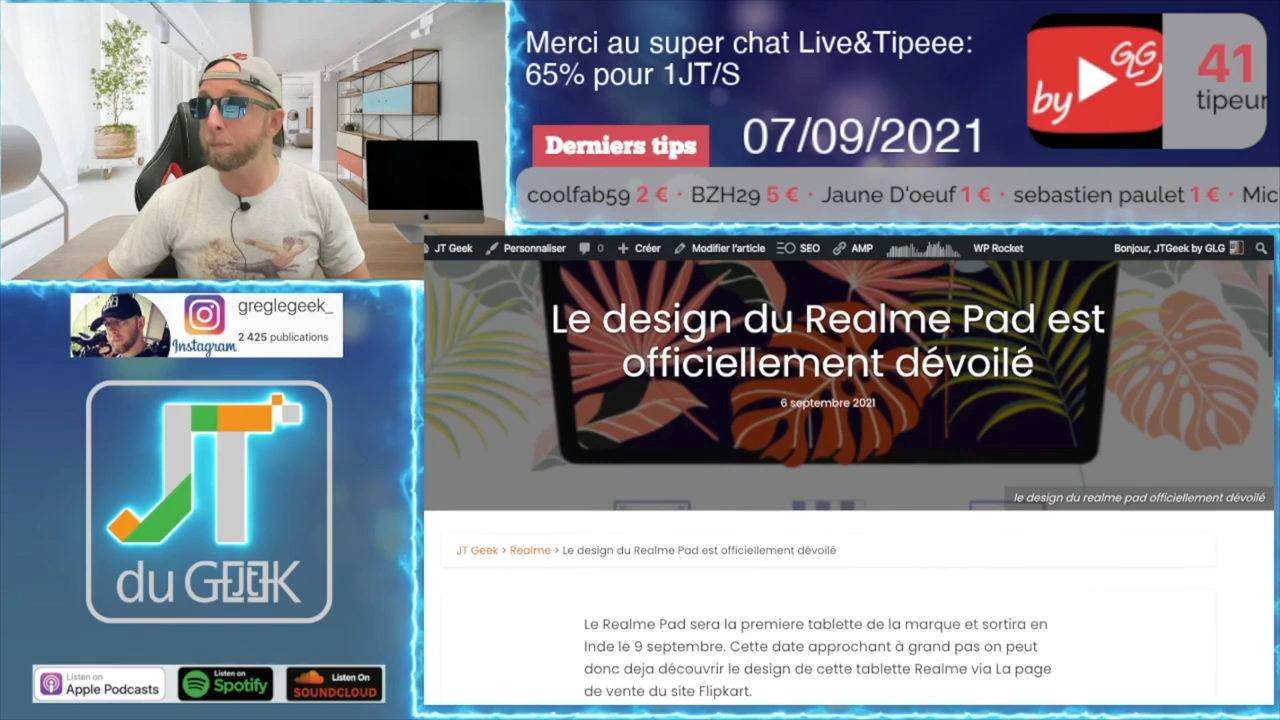 Merci au super chat Live&Tipeee:
65% pour 1JT/S
by GLG
41
tipeur
Derniers tips
07/09/2021
coolfab59 2 € · BZH29 5 € · Jaune D'oeuf 1 € · sebastien paulet 1 € · Mic
JT Geek Personnaliser 0 Créer Modifier l'article SEO AMP WP Rocket Bonjour, JTGeek by GLG
Le design du Realme Pad est
officiellement dévoilé
6 septembre 2021
le design du realme pad officiellement dévoilé
JT Geek > Realme > Le design du Realme Pad est officiellement dévoilé
Le Realme Pad sera la premiere tablette de la marque et sortira en
Inde le 9 septembre. Cette date approchant à grand pas on peut
donc deja découvrir le design de cette tablette Realme via La page
de vente du site Flipkart.
greglegeek_
2 425 publications
Instagram
JT
du GEEK
Listen on
Apple Podcasts
Listen on
Spotify
Listen On
SOUNDCLOUD